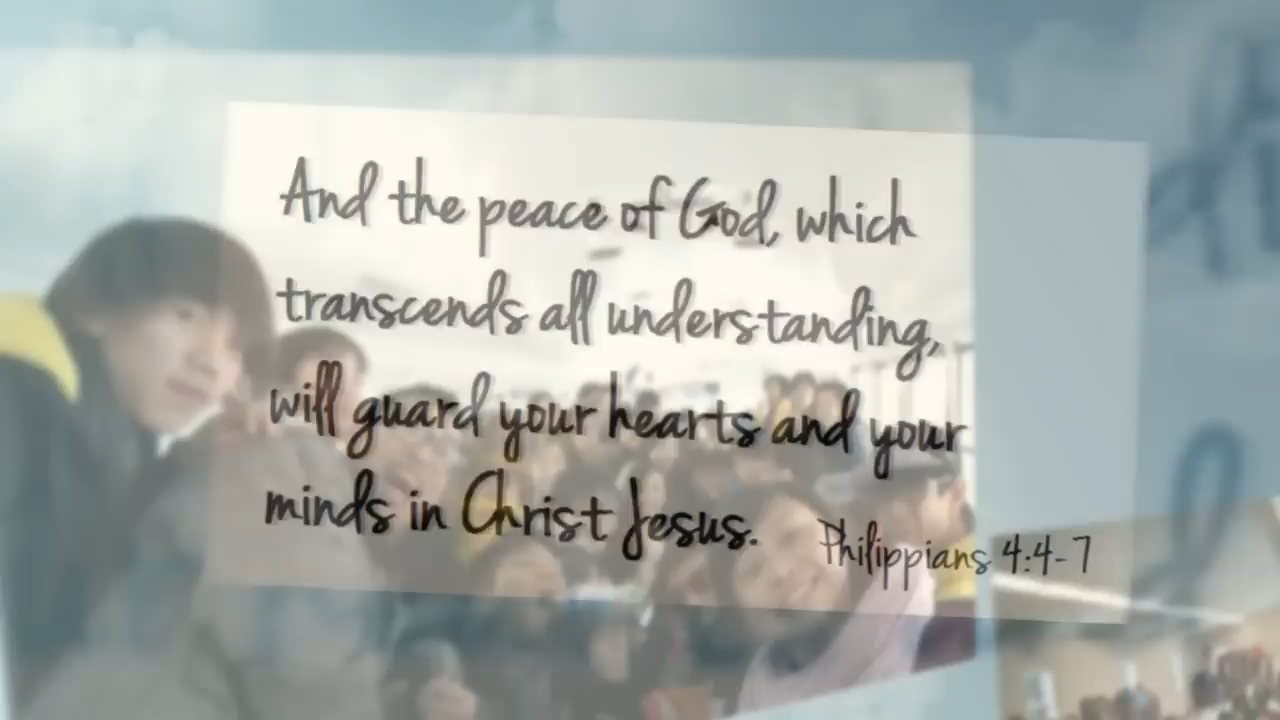 And the peace of God, which
transcends all understanding,
will guard your hearts and your
minds in Christ Jesus.
Philippians 4:4-7